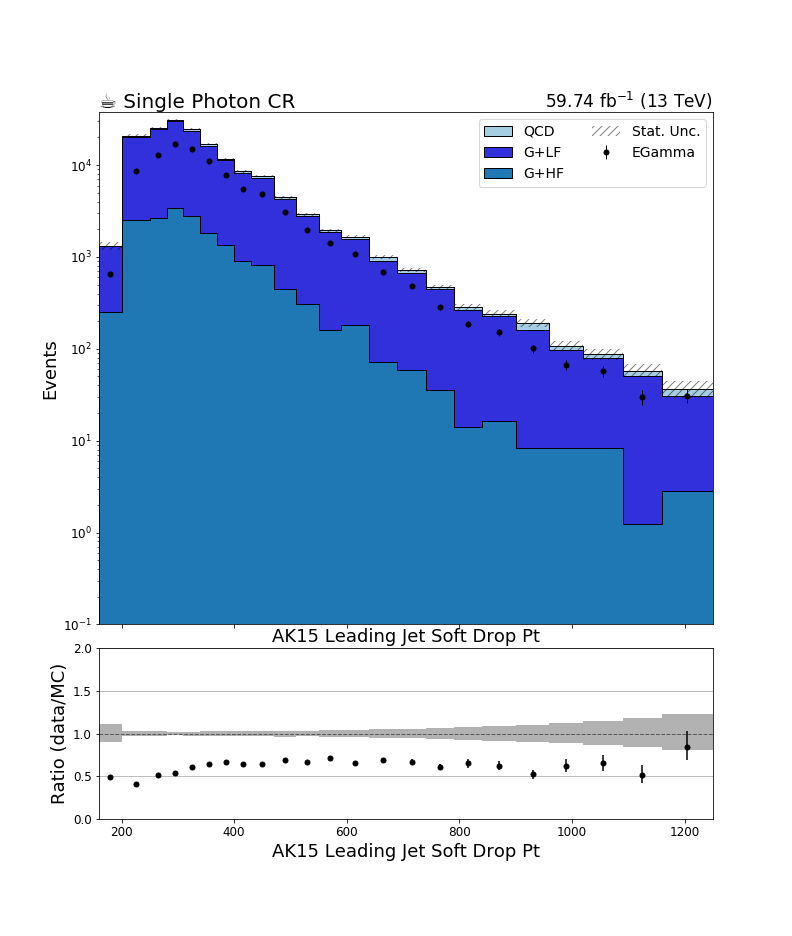 ☕ Single Photon CR
59.74 fb⁻¹ (13 TeV)
QCD
G+LF
G+HF
Stat. Unc.
EGamma
Events
10⁴
10³
10²
10¹
10⁰
10⁻¹
AK15 Leading Jet Soft Drop Pt
Ratio (data/MC)
2.0
1.5
1.0
0.5
0.0
200 400 600 800 1000 1200
AK15 Leading Jet Soft Drop Pt